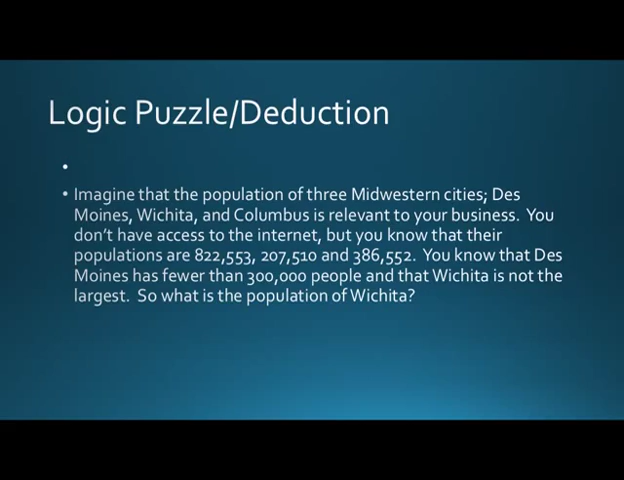 Logic Puzzle/Deduction
•
• Imagine that the population of three Midwestern cities; Des
Moines, Wichita, and Columbus is relevant to your business.  You
don't have access to the internet, but you know that their
populations are 822,553, 207,510 and 386,552.  You know that Des
Moines has fewer than 300,000 people and that Wichita is not the
largest.  So what is the population of Wichita?